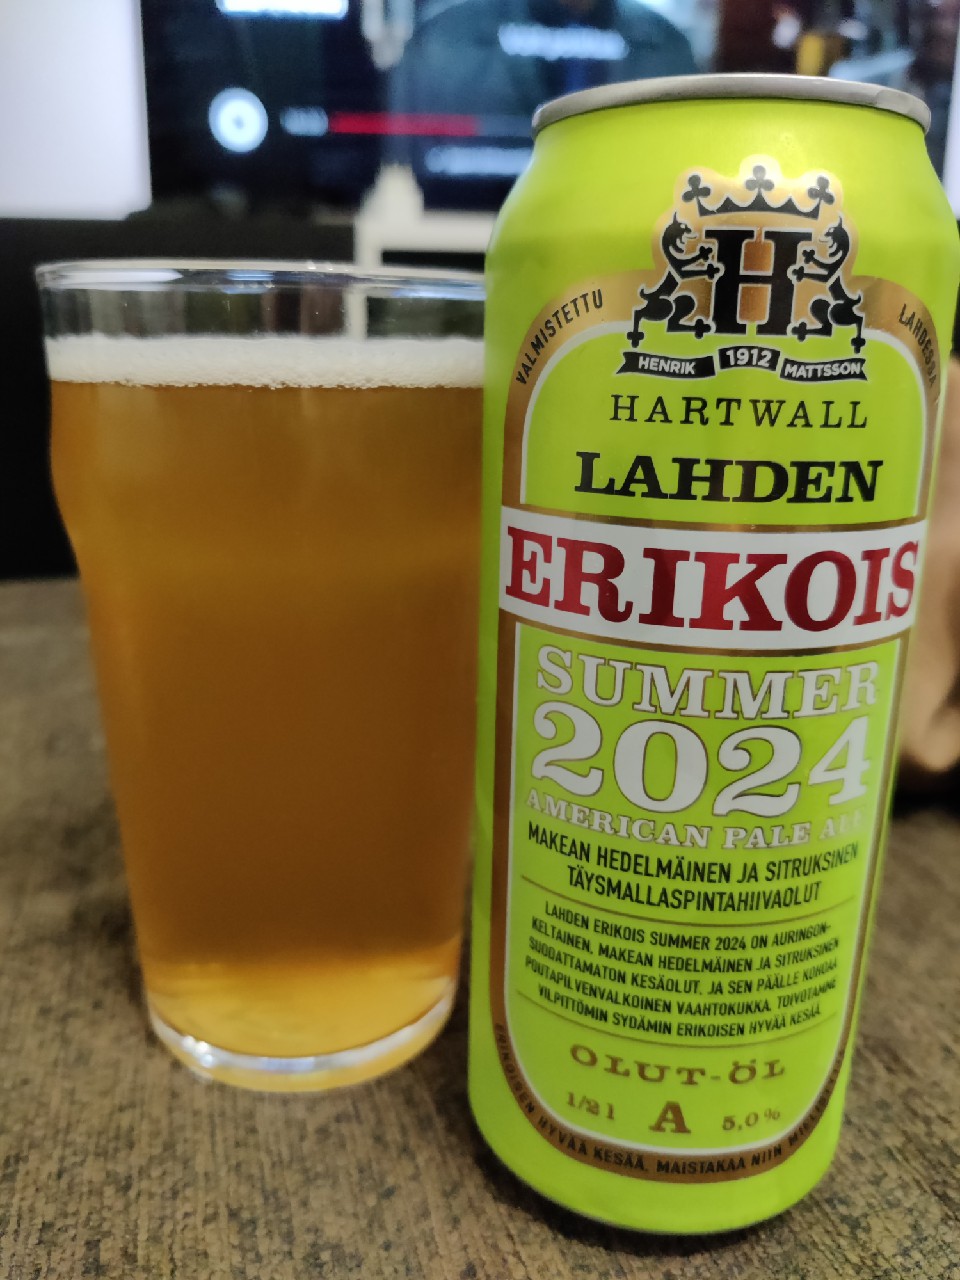 VALMISTETTU LAHDESSA
H
HENRIK 1912 MATTSSON
HARTWALL
LAHDEN
ERIKOIS
SUMMER
2024
AMERICAN PALE
MAKEAN HEDELMÄINEN JA SITRUKSINEN
TÄYSMALLASPINTAHIIVAOLUT
LAHDEN ERIKOIS SUMMER 2024 ON AURINGON-
KELTAINEN, MAKEAN HEDELMÄINEN JA SITRUKSINEN
SUODATTAMATON KESÄOLUT, JA SEN PÄÄLLE KOHOAA
POUTAPILVENVALKOINEN VAAHTOKUKKA. TOIVOTAMME
VILPITTÖMIN SYDÄMIN ERIKOISEN HYVÄÄ KESÄÄ.
OLUT-ÖL
1/2 l A 5,0 %
ERIKOISEN HYVÄÄ KESÄÄ, MAISTAKAA NIIN